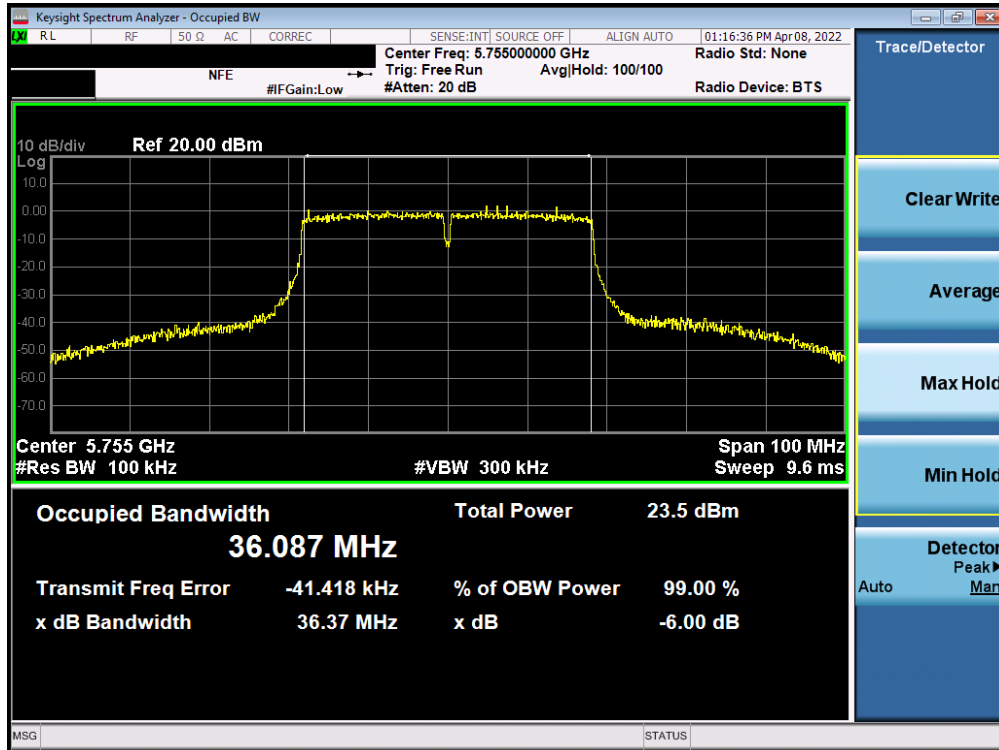 Keysight Spectrum Analyzer - Occupied BW
LXI RL RF 50 Ω AC CORREC SENSE:INT SOURCE OFF ALIGN AUTO 01:16:36 PM Apr 08, 2022
Center Freq: 5.755000000 GHz Radio Std: None
NFE Trig: Free Run Avg|Hold: 100/100
#IFGain:Low #Atten: 20 dB Radio Device: BTS
10 dB/div Ref 20.00 dBm
Log
10.0
0.00
-10.0
-20.0
-30.0
-40.0
-50.0
-60.0
-70.0
Center 5.755 GHz Span 100 MHz
#Res BW 100 kHz #VBW 300 kHz Sweep 9.6 ms
Occupied Bandwidth Total Power 23.5 dBm
36.087 MHz
Transmit Freq Error -41.418 kHz % of OBW Power 99.00 %
x dB Bandwidth 36.37 MHz x dB -6.00 dB
MSG STATUS
Trace/Detector
Clear Write
Average
Max Hold
Min Hold
Detector
Peak▶
Auto Man